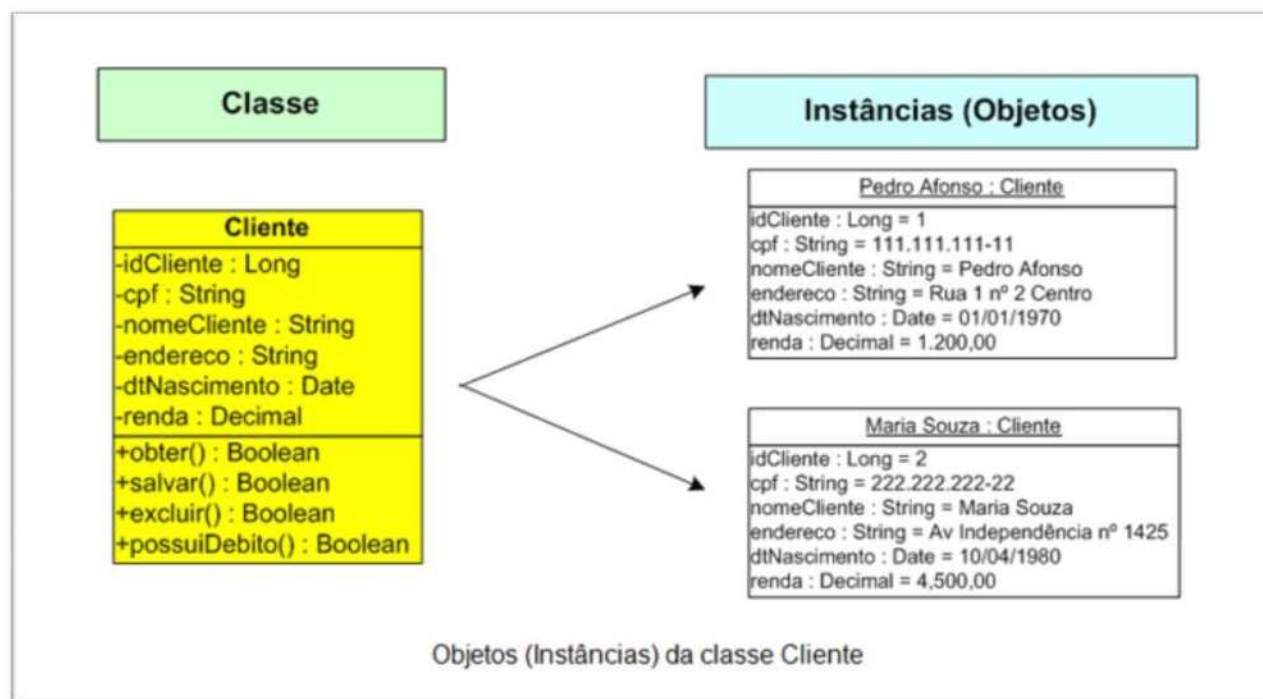 Classe
Instâncias (Objetos)
Cliente
-idCliente : Long
-cpf : String
-nomeCliente : String
-endereco : String
-dtNascimento : Date
-renda : Decimal
+obter() : Boolean
+salvar() : Boolean
+excluir() : Boolean
+possuiDebito() : Boolean
Pedro Afonso : Cliente
idCliente : Long = 1
cpf : String = 111.111.111-11
nomeCliente : String = Pedro Afonso
endereco : String = Rua 1 nº 2 Centro
dtNascimento : Date = 01/01/1970
renda : Decimal = 1.200,00
Maria Souza : Cliente
idCliente : Long = 2
cpf : String = 222.222.222-22
nomeCliente : String = Maria Souza
endereco : String = Av Independência nº 1425
dtNascimento : Date = 10/04/1980
renda : Decimal = 4,500,00
Objetos (Instâncias) da classe Cliente